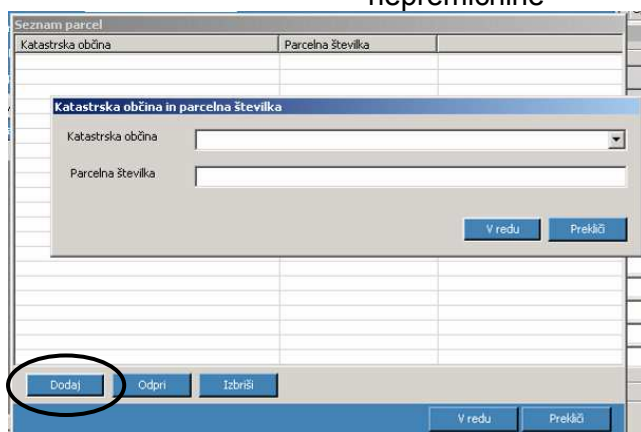 nepremičnine
Seznam parcel
Katastrska občina Parcelna številka
Katastrska občina in parcelna številka
Katastrska občina
Parcelna številka
V redu Prekliči
Dodaj Odpri Izbriši
V redu Prekliči